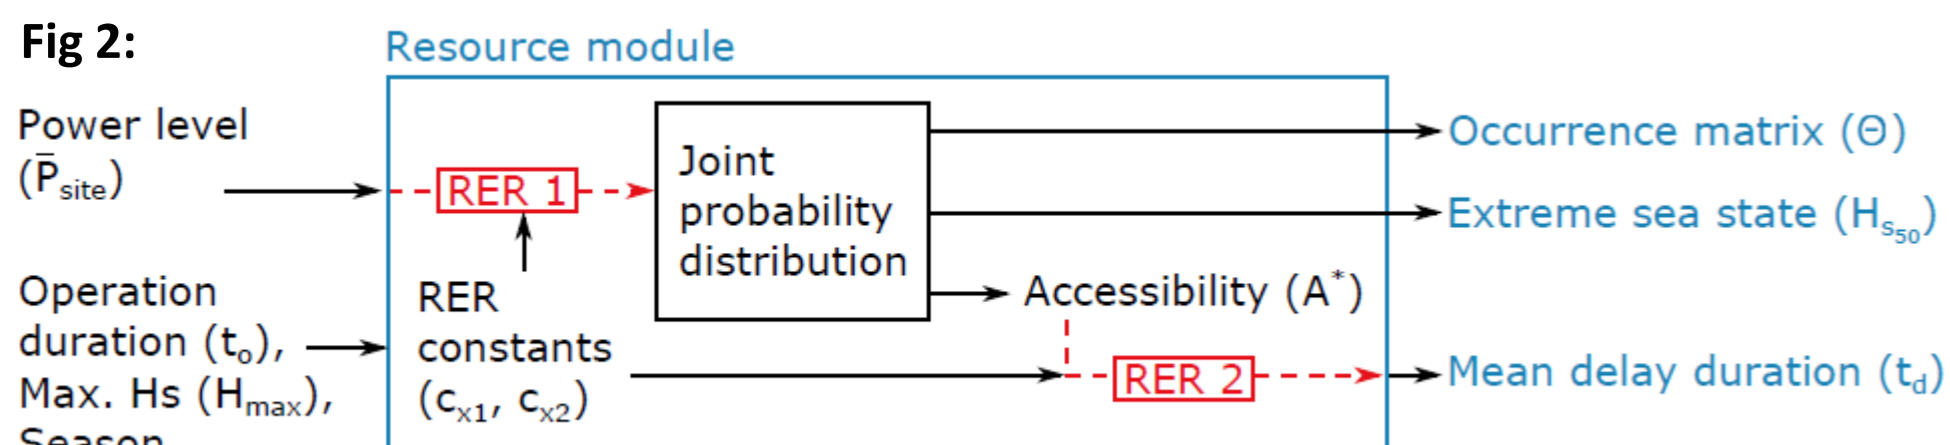 Fig 2:
Resource module
Power level
(P̄site)
RER 1
Joint
probability
distribution
Occurrence matrix (Θ)
Extreme sea state (Hs50)
Operation
duration (to),
Max. Hs (Hmax),
Season
RER
constants
(cx1, cx2)
Accessibility (A*)
RER 2
Mean delay duration (td)